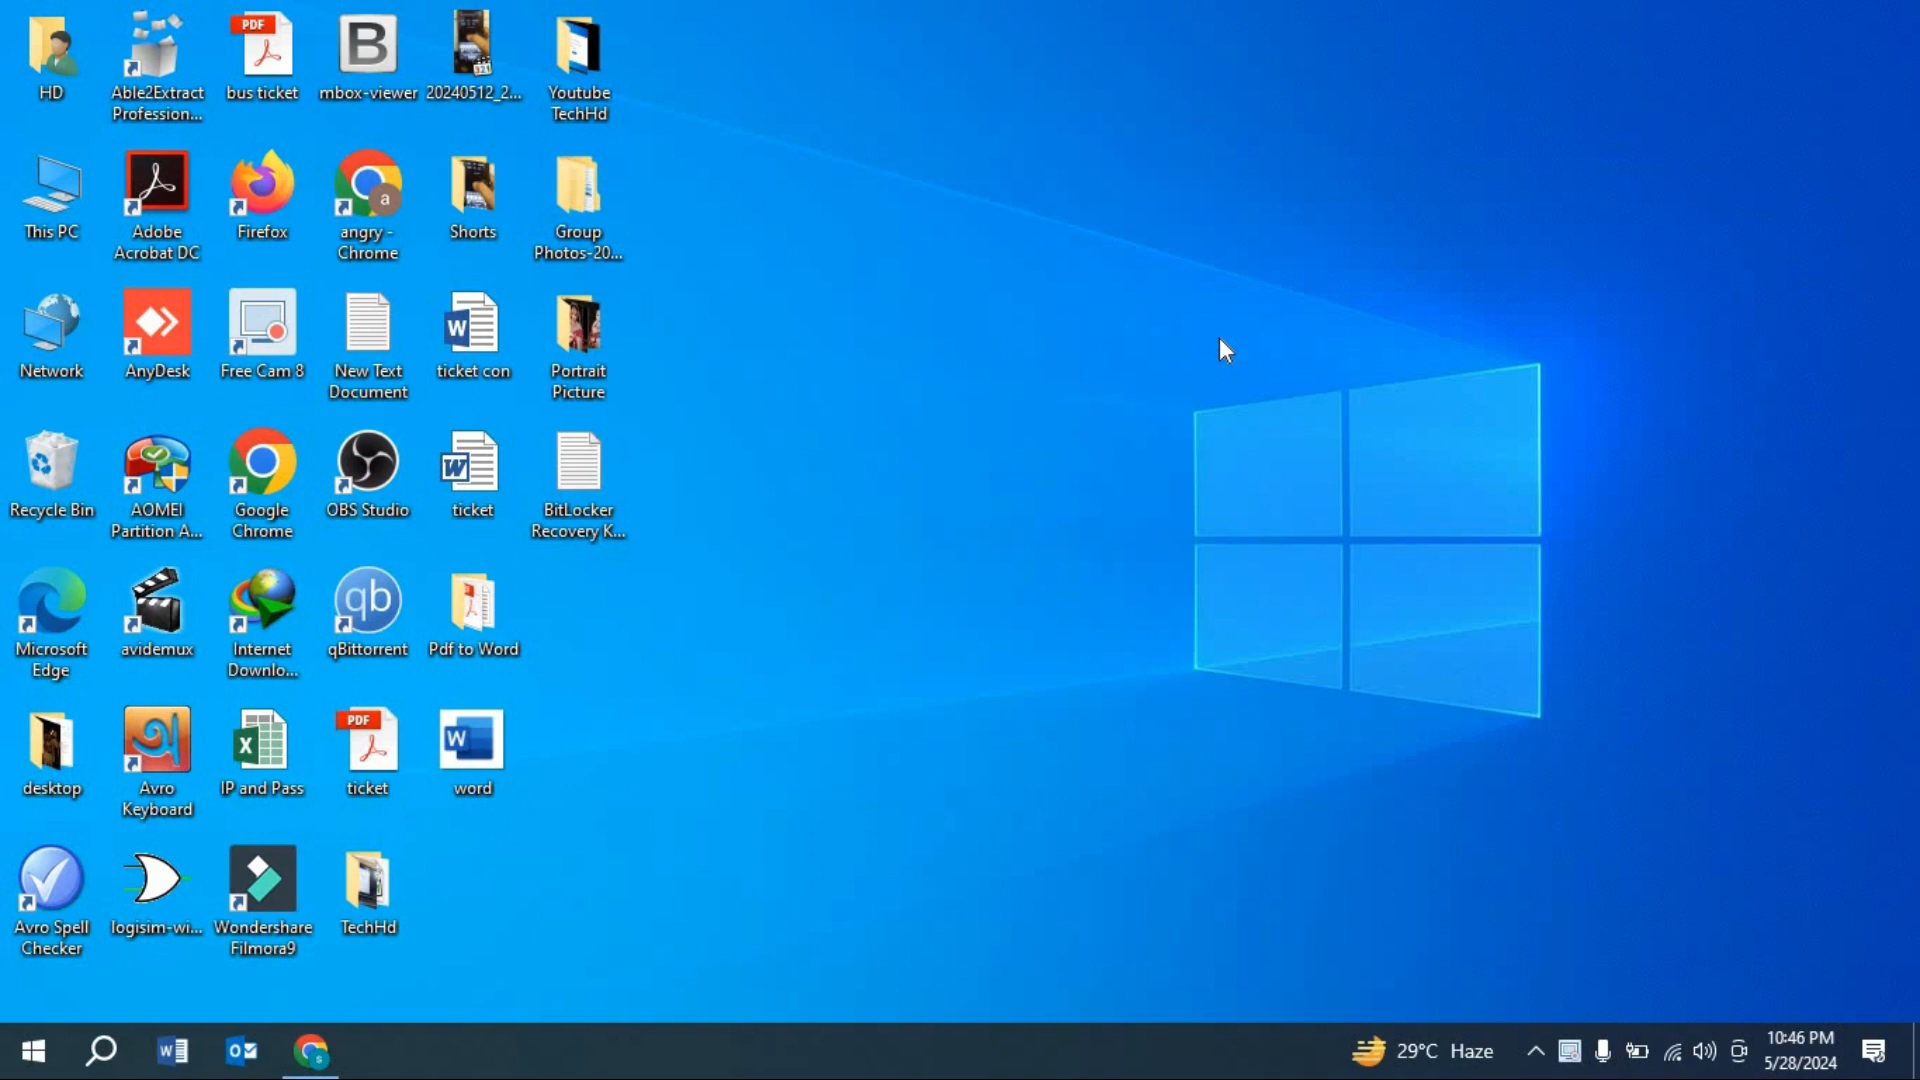 HD
Able2Extract
Profession...
bus ticket
mbox-viewer
20240512_2...
Youtube
TechHd
This PC
Adobe
Acrobat DC
Firefox
angry -
Chrome
Shorts
Group
Photos-20...
Network
AnyDesk
Free Cam 8
New Text
Document
ticket con
Portrait
Picture
Recycle Bin
AOMEI
Partition A...
Google
Chrome
OBS Studio
ticket
BitLocker
Recovery K...
Microsoft
Edge
avidemux
Internet
Downlo...
qBittorrent
Pdf to Word
desktop
Avro
Keyboard
IP and Pass
ticket
word
Avro Spell
Checker
logisim-wi...
Wondershare
Filmora9
TechHd
PDF
B
321
a
W
W
qb
অ
X
PDF
W
W
O
s
29°C Haze
10:46 PM
5/28/2024